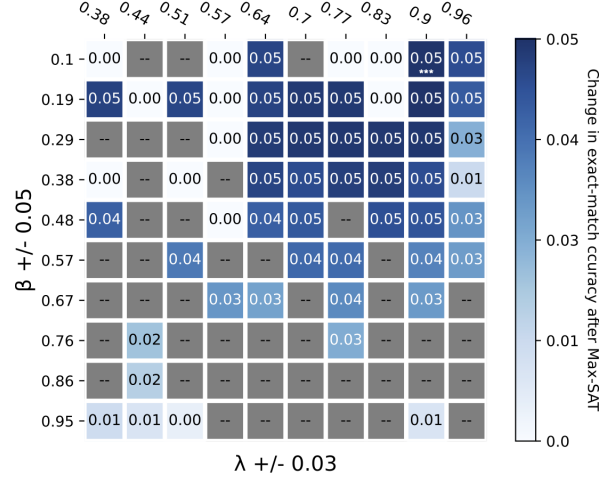 0.38 0.44 0.51 0.57 0.64 0.7 0.77 0.83 0.9 0.96
0.1 0.00 -- -- 0.00 0.05 -- 0.00 0.00 0.05 0.05
***
0.19 0.05 0.00 0.05 0.00 0.05 0.05 0.05 0.00 0.05 0.05
0.29 -- -- -- 0.00 0.05 0.05 0.05 0.05 0.05 0.03
0.38 0.00 -- 0.00 -- 0.05 0.05 0.05 0.05 0.05 0.01
0.48 0.04 -- -- 0.00 0.04 0.05 -- 0.05 0.05 0.03
0.57 -- -- 0.04 -- -- 0.04 0.04 -- 0.04 0.03
0.67 -- -- -- 0.03 0.03 -- 0.04 -- 0.03 --
0.76 -- 0.02 -- -- -- -- 0.03 -- -- --
0.86 -- 0.02 -- -- -- -- -- -- -- --
0.95 0.01 0.01 0.00 -- -- -- -- -- 0.01 --
β +/- 0.05
λ +/- 0.03
0.05
0.04
0.03
0.01
0.0
Change in exact-match ccuracy after Max-SAT